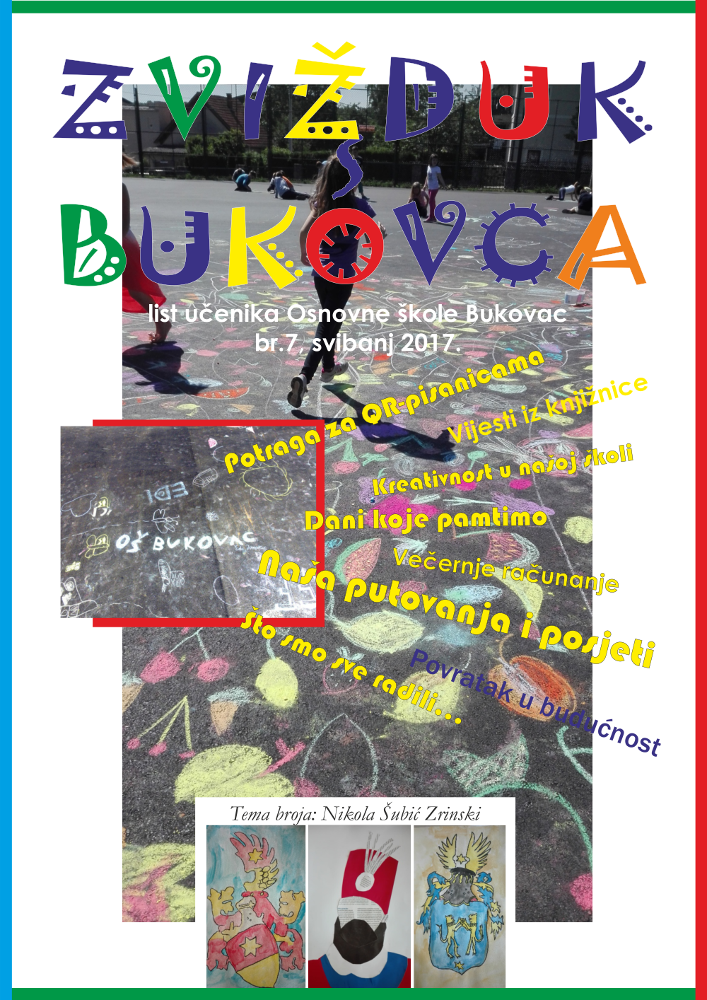 ZVIŽDUK
S
BUKOVCA
list učenika Osnovne škole Bukovac
br.7, svibanj 2017.
Potraga za QR-pisanicama
Vijesti iz knjižnice
Kreativnost u našoj školi
EDI
OŠ BUKOVAC
Dani koje pamtimo
Večernje računanje
Naša putovanja i posjeti
Što smo sve radili...
Povratak u budućnost
Tema broja: Nikola Šubić Zrinski